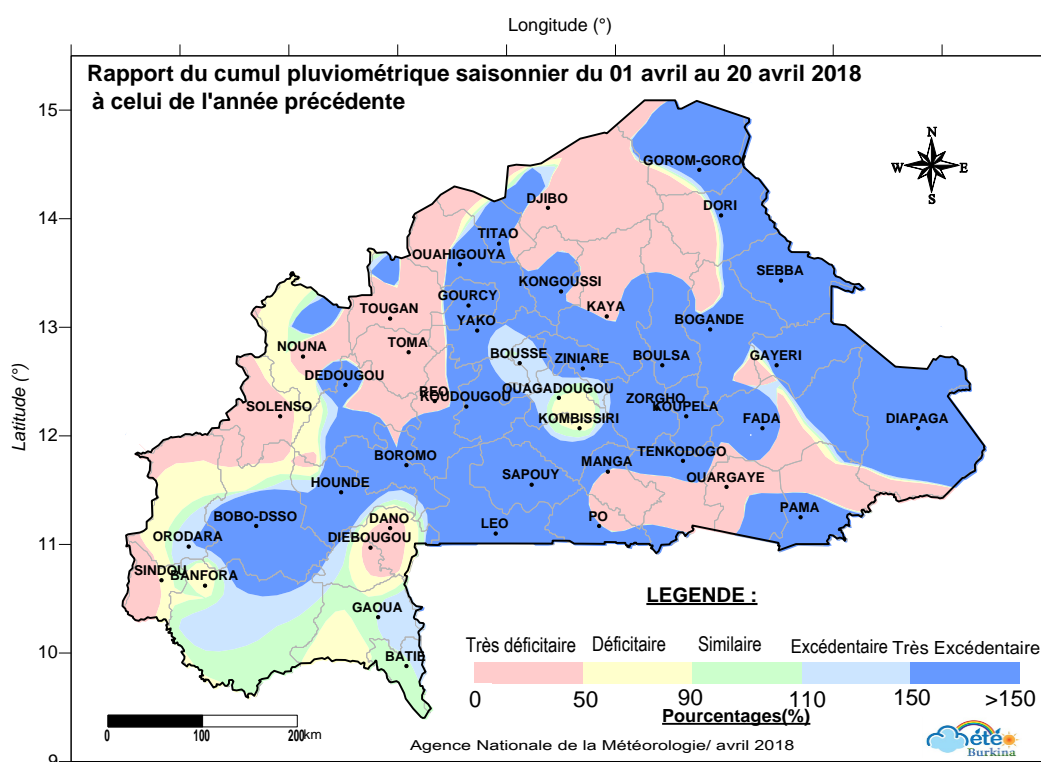 Longitude (°)
Rapport du cumul pluviométrique saisonnier du 01 avril au 20 avril 2018
à celui de l'année précédente
15
14
13
12
11
10
9
Latitude (°)
N
W
E
S
GOROM-GORO
DJIBO
DORI
TITAO
OUAHIGOUYA
SEBBA
KONGOUSSI
GOURCY
KAYA
TOUGAN
YAKO
BOGANDE
TOMA
NOUNA
BOUSSE
ZINIARE
BOULSA
GAYERI
DEDOUGOU
REO
OUAGADOUGOU
KOUDOUGOU
ZORGHO
SOLENSO
KOUPELA
KOMBISSIRI
FADA
DIAPAGA
BOROMO
TENKODOGO
MANGA
SAPOUY
HOUNDE
OUARGAYE
PAMA
BOBO-DSSO
DANO
LEO
PO
ORODARA
DIEBOUGOU
SINDOU
BANFORA
GAOUA
BATIE
LEGENDE :
Très déficitaire
Déficitaire
Similaire
Excédentaire
Très Excédentaire
0
50
90
110
150
>150
Pourcentages(%)
0
100
200
km
Agence Nationale de la Météorologie/ avril 2018
été
Burkina